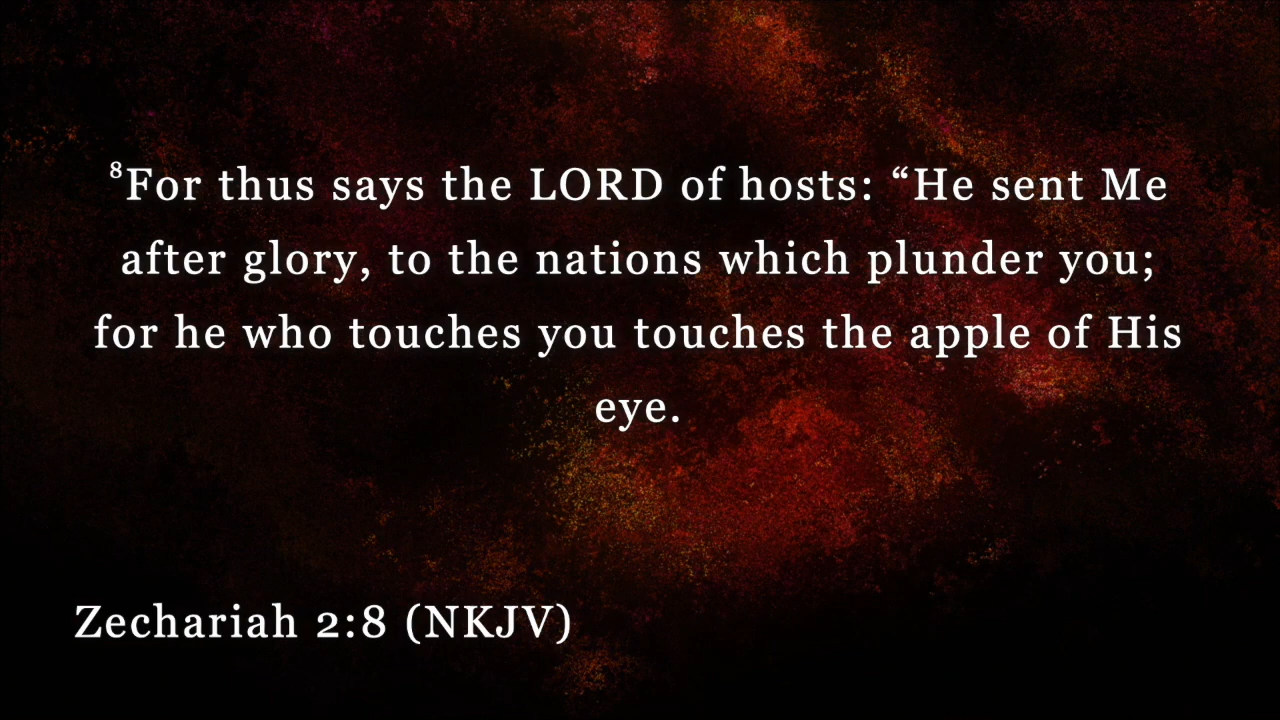 ⁸For thus says the LORD of hosts: “He sent Me
after glory, to the nations which plunder you;
for he who touches you touches the apple of His
eye.
Zechariah 2:8 (NKJV)